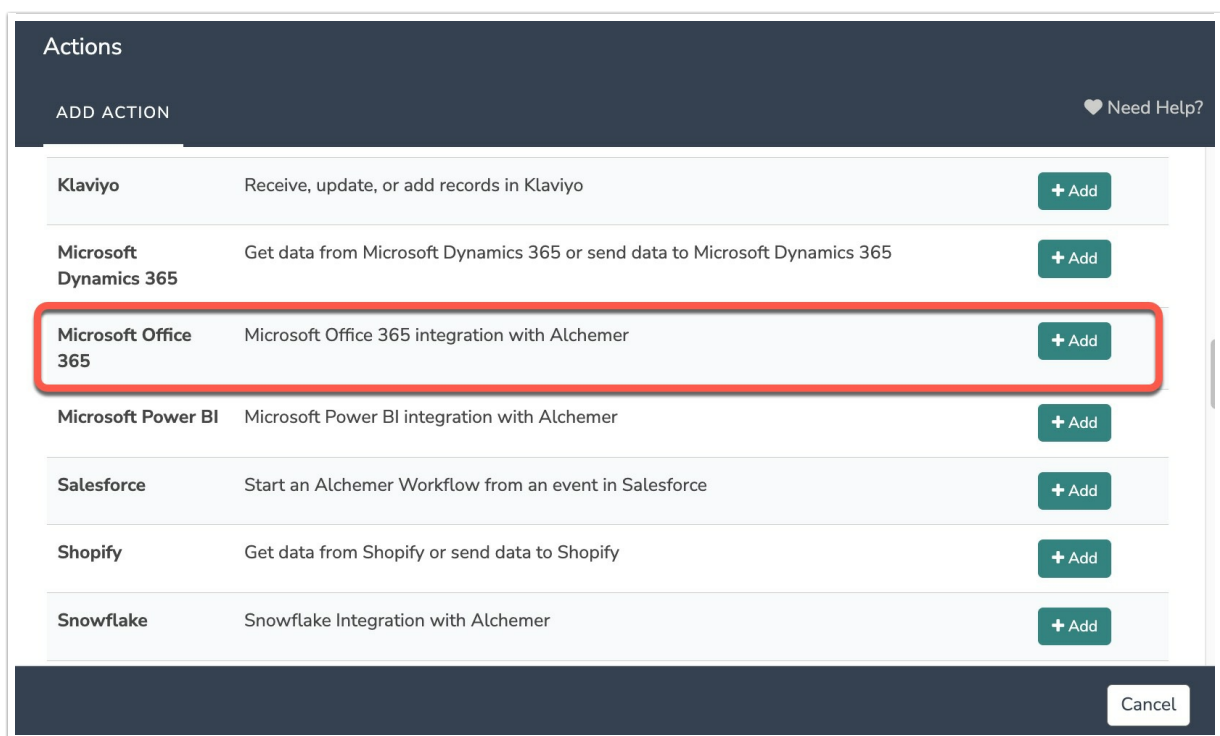 Actions
ADD ACTION
Need Help?
Klaviyo Receive, update, or add records in Klaviyo + Add
Microsoft Get data from Microsoft Dynamics 365 or send data to Microsoft Dynamics 365 + Add
Dynamics 365
Microsoft Office Microsoft Office 365 integration with Alchemer + Add
365
Microsoft Power BI Microsoft Power BI integration with Alchemer + Add
Salesforce Start an Alchemer Workflow from an event in Salesforce + Add
Shopify Get data from Shopify or send data to Shopify + Add
Snowflake Snowflake Integration with Alchemer + Add
Cancel